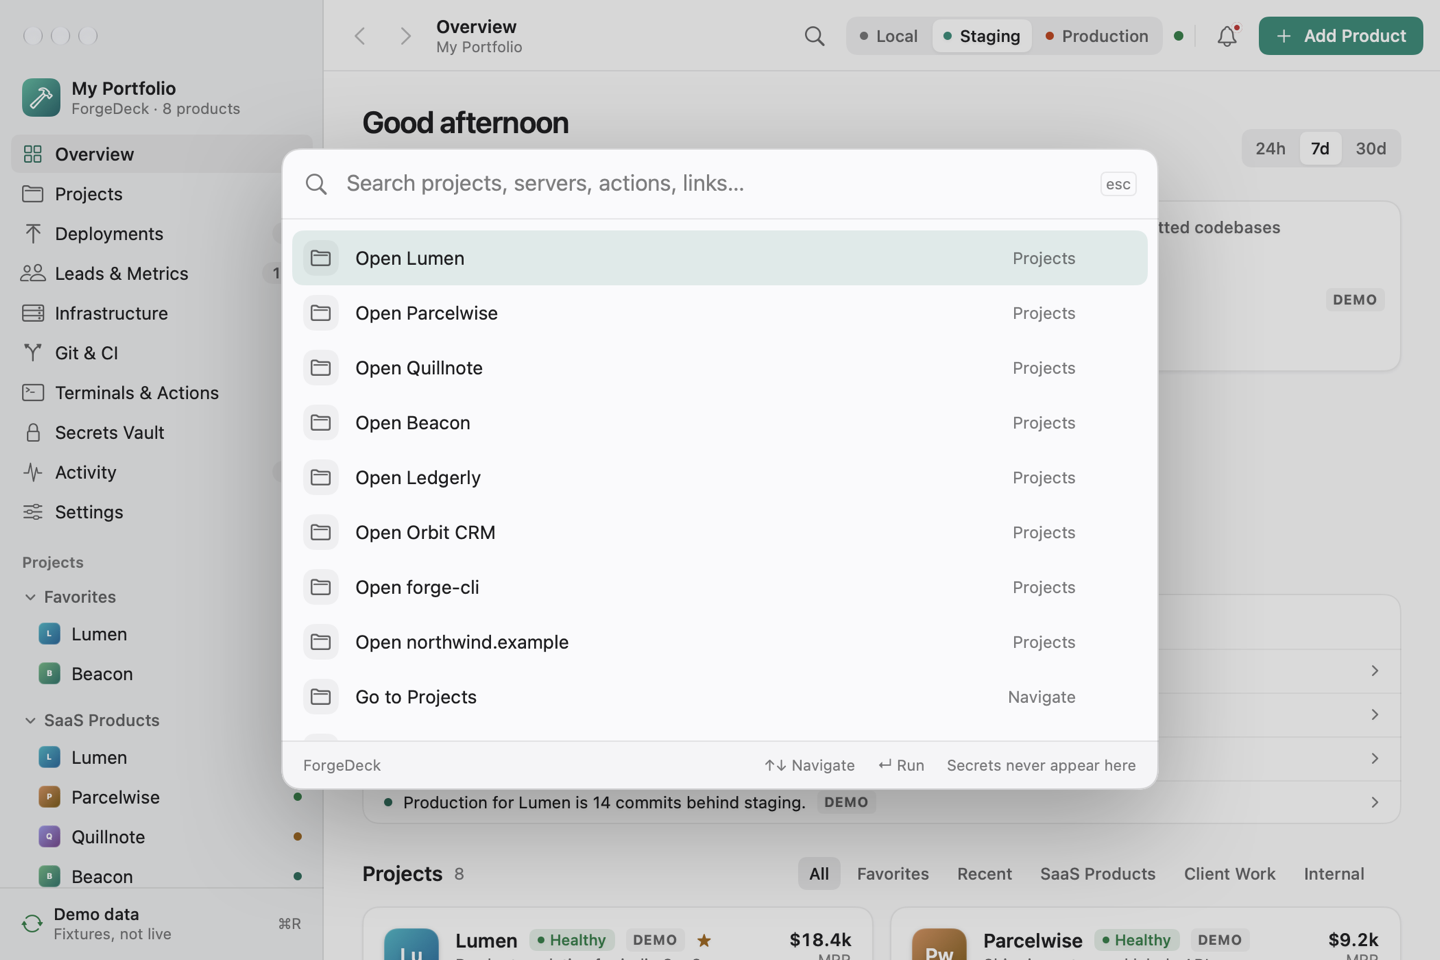 My Portfolio
ForgeDeck · 8 products
Overview
Projects
Deployments
Leads & Metrics
1
Infrastructure
Git & CI
Terminals & Actions
Secrets Vault
Activity
Settings
Projects
Favorites
L Lumen
B Beacon
SaaS Products
L Lumen
P Parcelwise
Q Quillnote
B Beacon
Demo data
Fixtures, not live
⌘R
Overview
My Portfolio
Local Staging Production
+ Add Product
Good afternoon
24h 7d 30d
tted codebases
DEMO
Search projects, servers, actions, links...
esc
Open Lumen Projects
Open Parcelwise Projects
Open Quillnote Projects
Open Beacon Projects
Open Ledgerly Projects
Open Orbit CRM Projects
Open forge-cli Projects
Open northwind.example Projects
Go to Projects Navigate
ForgeDeck ↑↓ Navigate ↵ Run Secrets never appear here
Production for Lumen is 14 commits behind staging. DEMO
Projects 8
All Favorites Recent SaaS Products Client Work Internal
Lu Lumen Healthy DEMO ★ $18.4k
MRR
Pw Parcelwise Healthy DEMO $9.2k
MRR